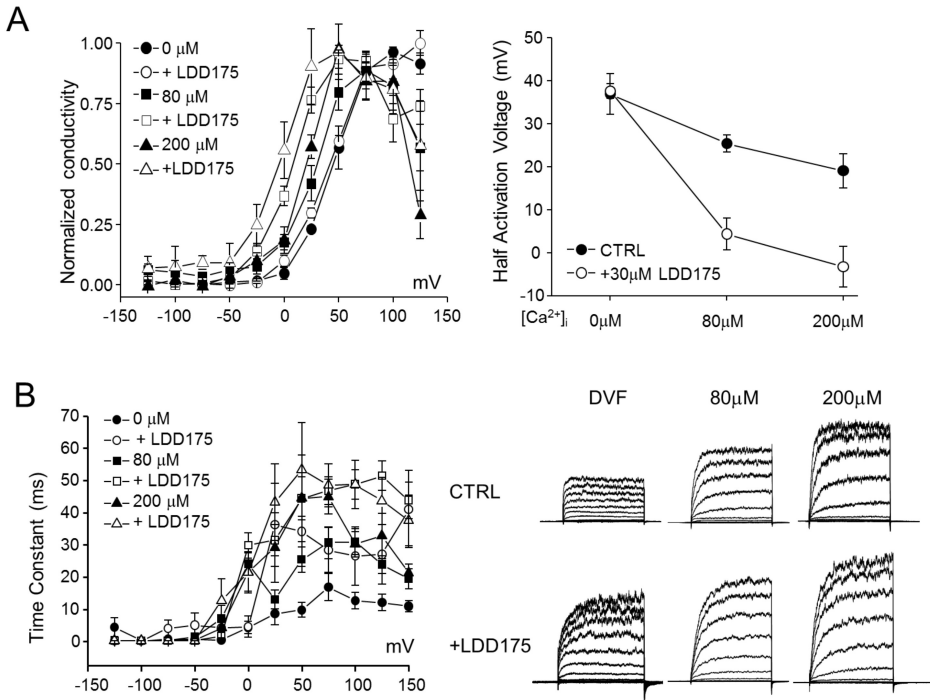 A
Normalized conductivity
1.00
0.75
0.50
0.25
0.00
-150
-100
-50
0
50
100
150
mV
0 μM
+ LDD175
80 μM
+ LDD175
200 μM
+LDD175
Half Activation Voltage (mV)
50
40
30
20
10
0
-10
CTRL
+30μM LDD175
[Ca²⁺]ᵢ
0μM
80μM
200μM
B
Time Constant (ms)
70
60
50
40
30
20
10
0
-150
-100
-50
0
50
100
150
mV
0 μM
+ LDD175
80 μM
+ LDD175
200 μM
+ LDD175
DVF
80μM
200μM
CTRL
+LDD175